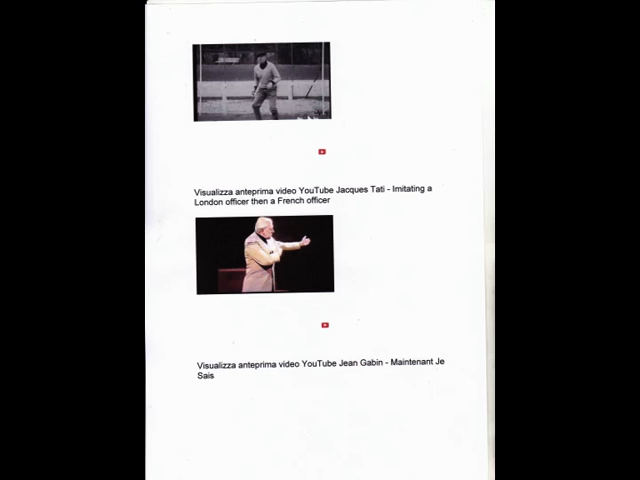 Visualizza anteprima video YouTube Jacques Tati - Imitating a
London officer then a French officer
Visualizza anteprima video YouTube Jean Gabin - Maintenant Je
Sais